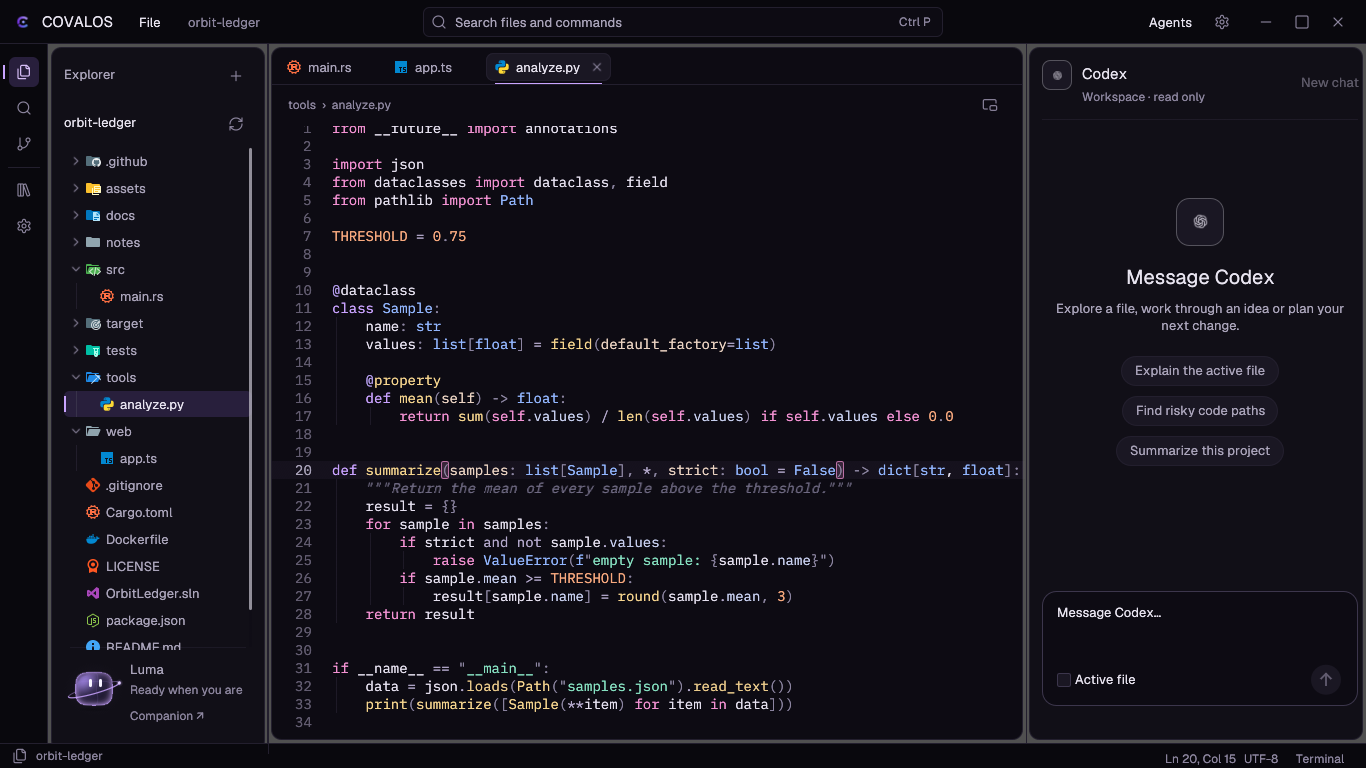 COVALOS File orbit-ledger Search files and commands Ctrl P Agents
Explorer
orbit-ledger
.github
assets
docs
notes
src
main.rs
target
tests
tools
analyze.py
web
app.ts
.gitignore
Cargo.toml
Dockerfile
LICENSE
OrbitLedger.sln
package.json
README.md
Luma
Ready when you are
Companion ↗
main.rs app.ts analyze.py
tools › analyze.py
1 from __future__ import annotations
2
3 import json
4 from dataclasses import dataclass, field
5 from pathlib import Path
6
7 THRESHOLD = 0.75
8
9
10 @dataclass
11 class Sample:
12 name: str
13 values: list[float] = field(default_factory=list)
14
15 @property
16 def mean(self) -> float:
17 return sum(self.values) / len(self.values) if self.values else 0.0
18
19
20 def summarize(samples: list[Sample], *, strict: bool = False) -> dict[str, float]:
21 """Return the mean of every sample above the threshold."""
22 result = {}
23 for sample in samples:
24 if strict and not sample.values:
25 raise ValueError(f"empty sample: {sample.name}")
26 if sample.mean >= THRESHOLD:
27 result[sample.name] = round(sample.mean, 3)
28 return result
29
30
31 if __name__ == "__main__":
32 data = json.loads(Path("samples.json").read_text())
33 print(summarize([Sample(**item) for item in data]))
34
Codex
Workspace · read only
New chat
Message Codex
Explore a file, work through an idea or plan your
next change.
Explain the active file
Find risky code paths
Summarize this project
Message Codex…
Active file
orbit-ledger
Ln 20, Col 15 UTF-8 Terminal